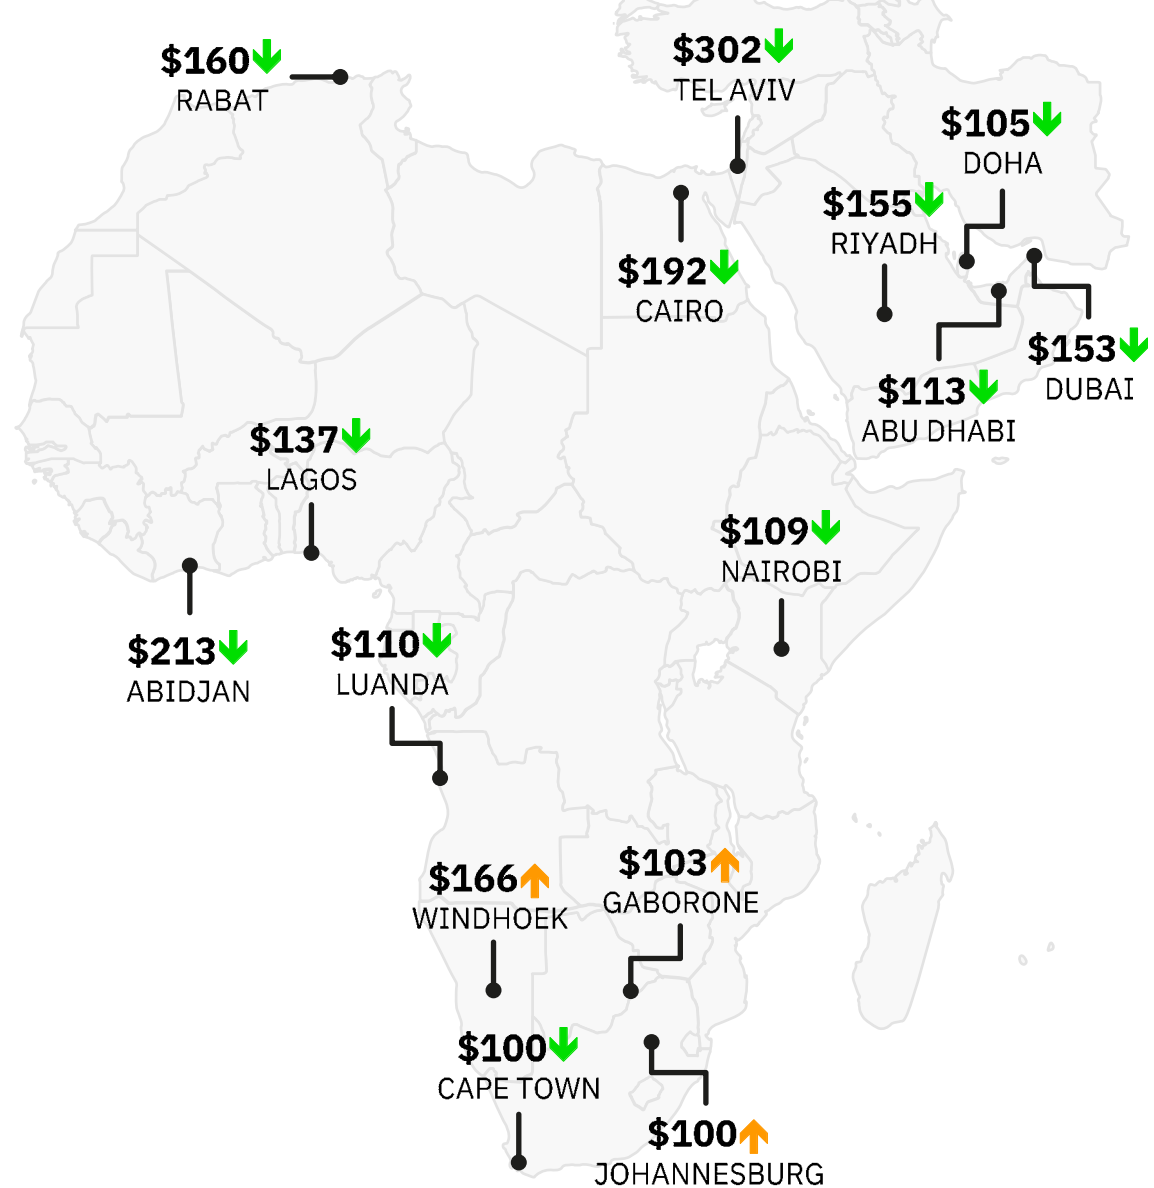 $160
RABAT
$302
TEL AVIV
$105
DOHA
$155
RIYADH
$192
CAIRO
$153
DUBAI
$113
ABU DHABI
$137
LAGOS
$109
NAIROBI
$213
ABIDJAN
$110
LUANDA
$166
WINDHOEK
$103
GABORONE
$100
CAPE TOWN
$100
JOHANNESBURG